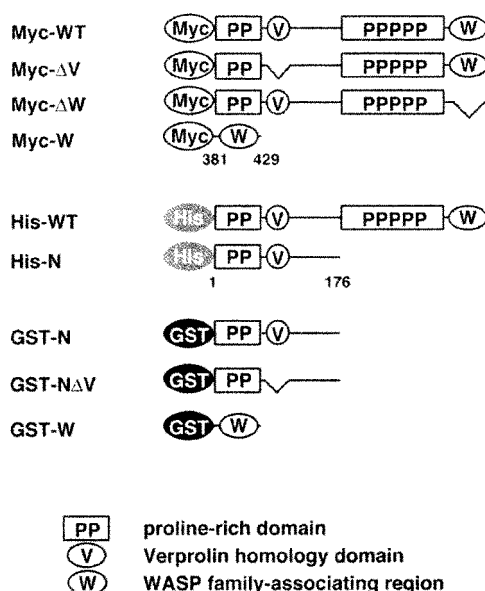 Myc-WT Myc PP V PPPPP W
Myc-ΔV Myc PP PPPPP W
Myc-ΔW Myc PP V PPPPP
Myc-W Myc W
381 429
His-WT His PP V PPPPP W
His-N His PP V
1 176
GST-N GST PP V
GST-NΔV GST PP
GST-W GST W
PP proline-rich domain
V Verprolin homology domain
W WASP family-associating region